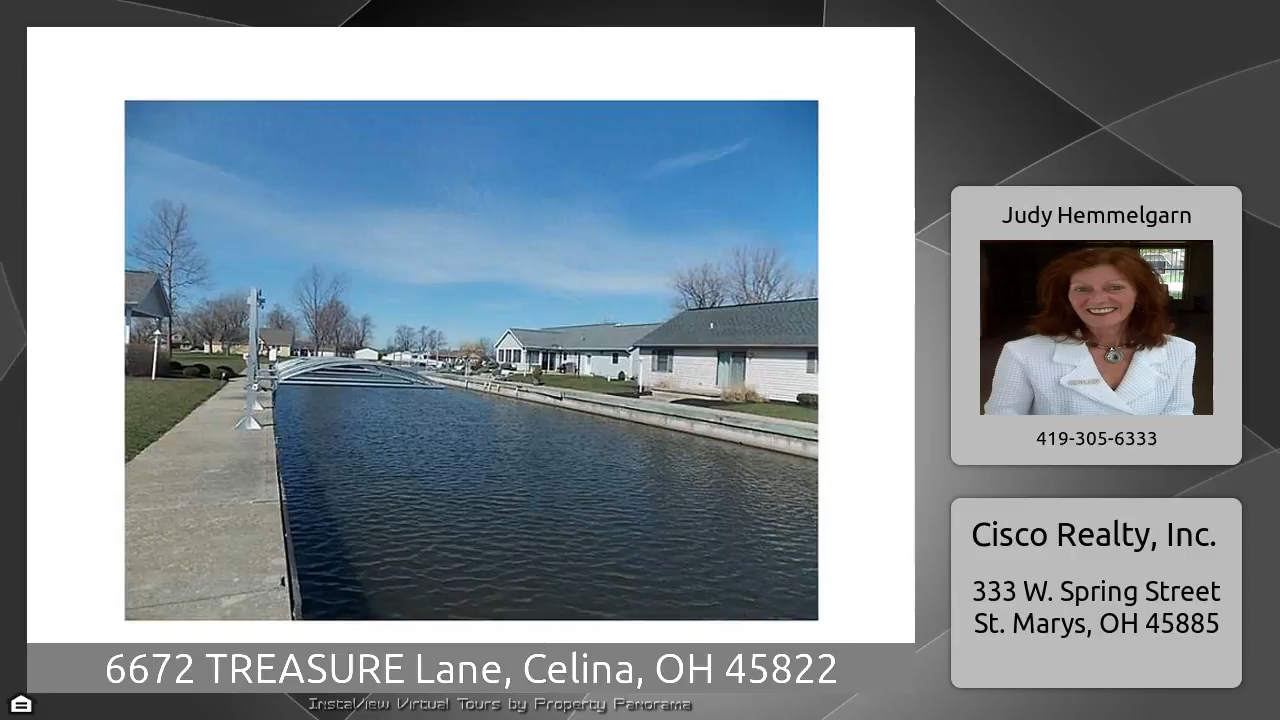 Judy Hemmelgarn
419-305-6333
Cisco Realty, Inc.
333 W. Spring Street
St. Marys, OH 45885
6672 TREASURE Lane, Celina, OH 45822
InstaView Virtual Tours by Property Panorama